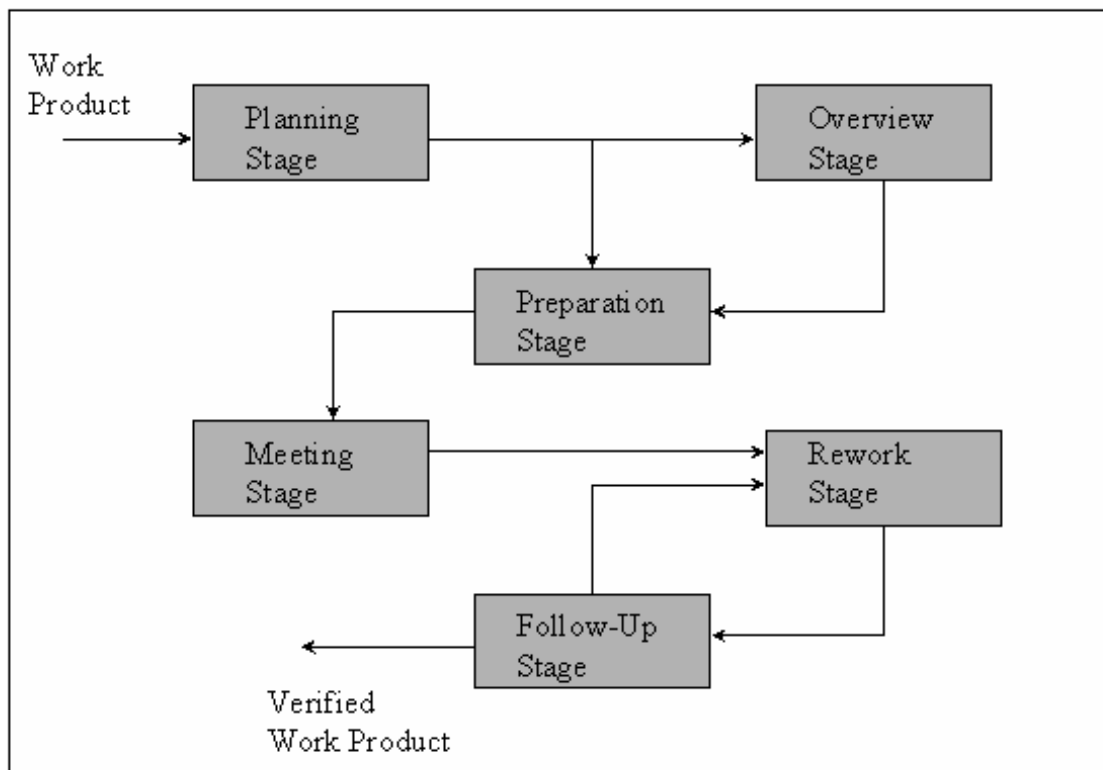 Work
Product
Planning
Stage
Overview
Stage
Preparation
Stage
Meeting
Stage
Rework
Stage
Follow-Up
Stage
Verified
Work Product